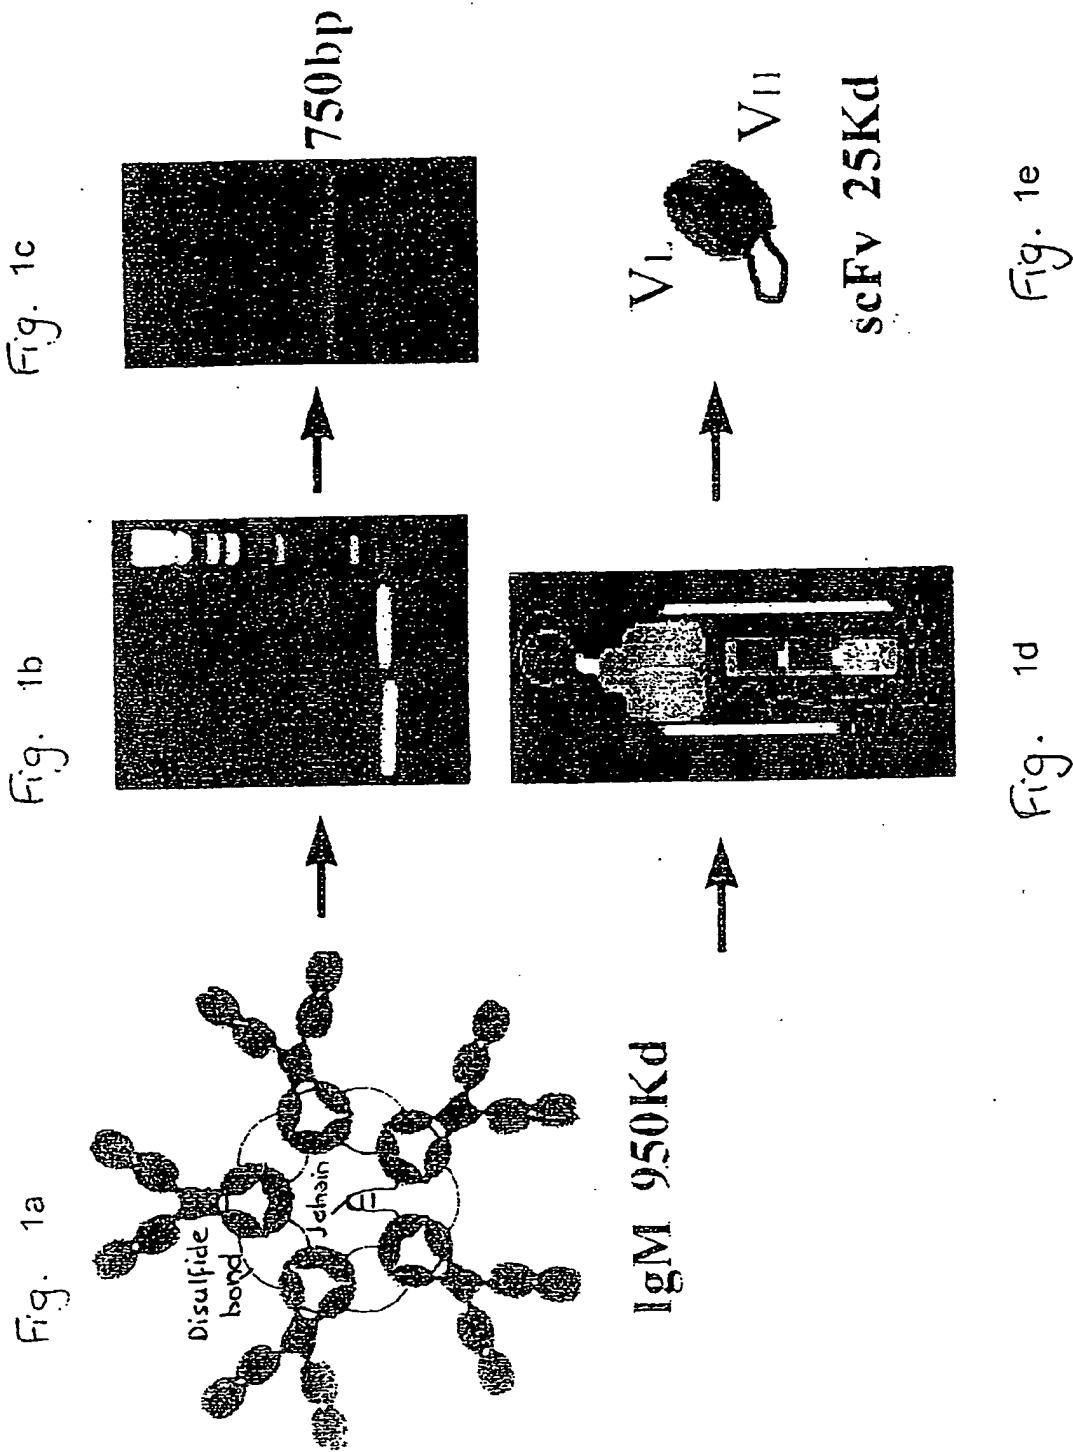 Fig. 1a
Fig. 1b
Fig. 1c
Disulfide
bond
Jchain
750bp
IgM 950Kd
VL
VH
scFv 25Kd
Fig. 1d
Fig. 1e